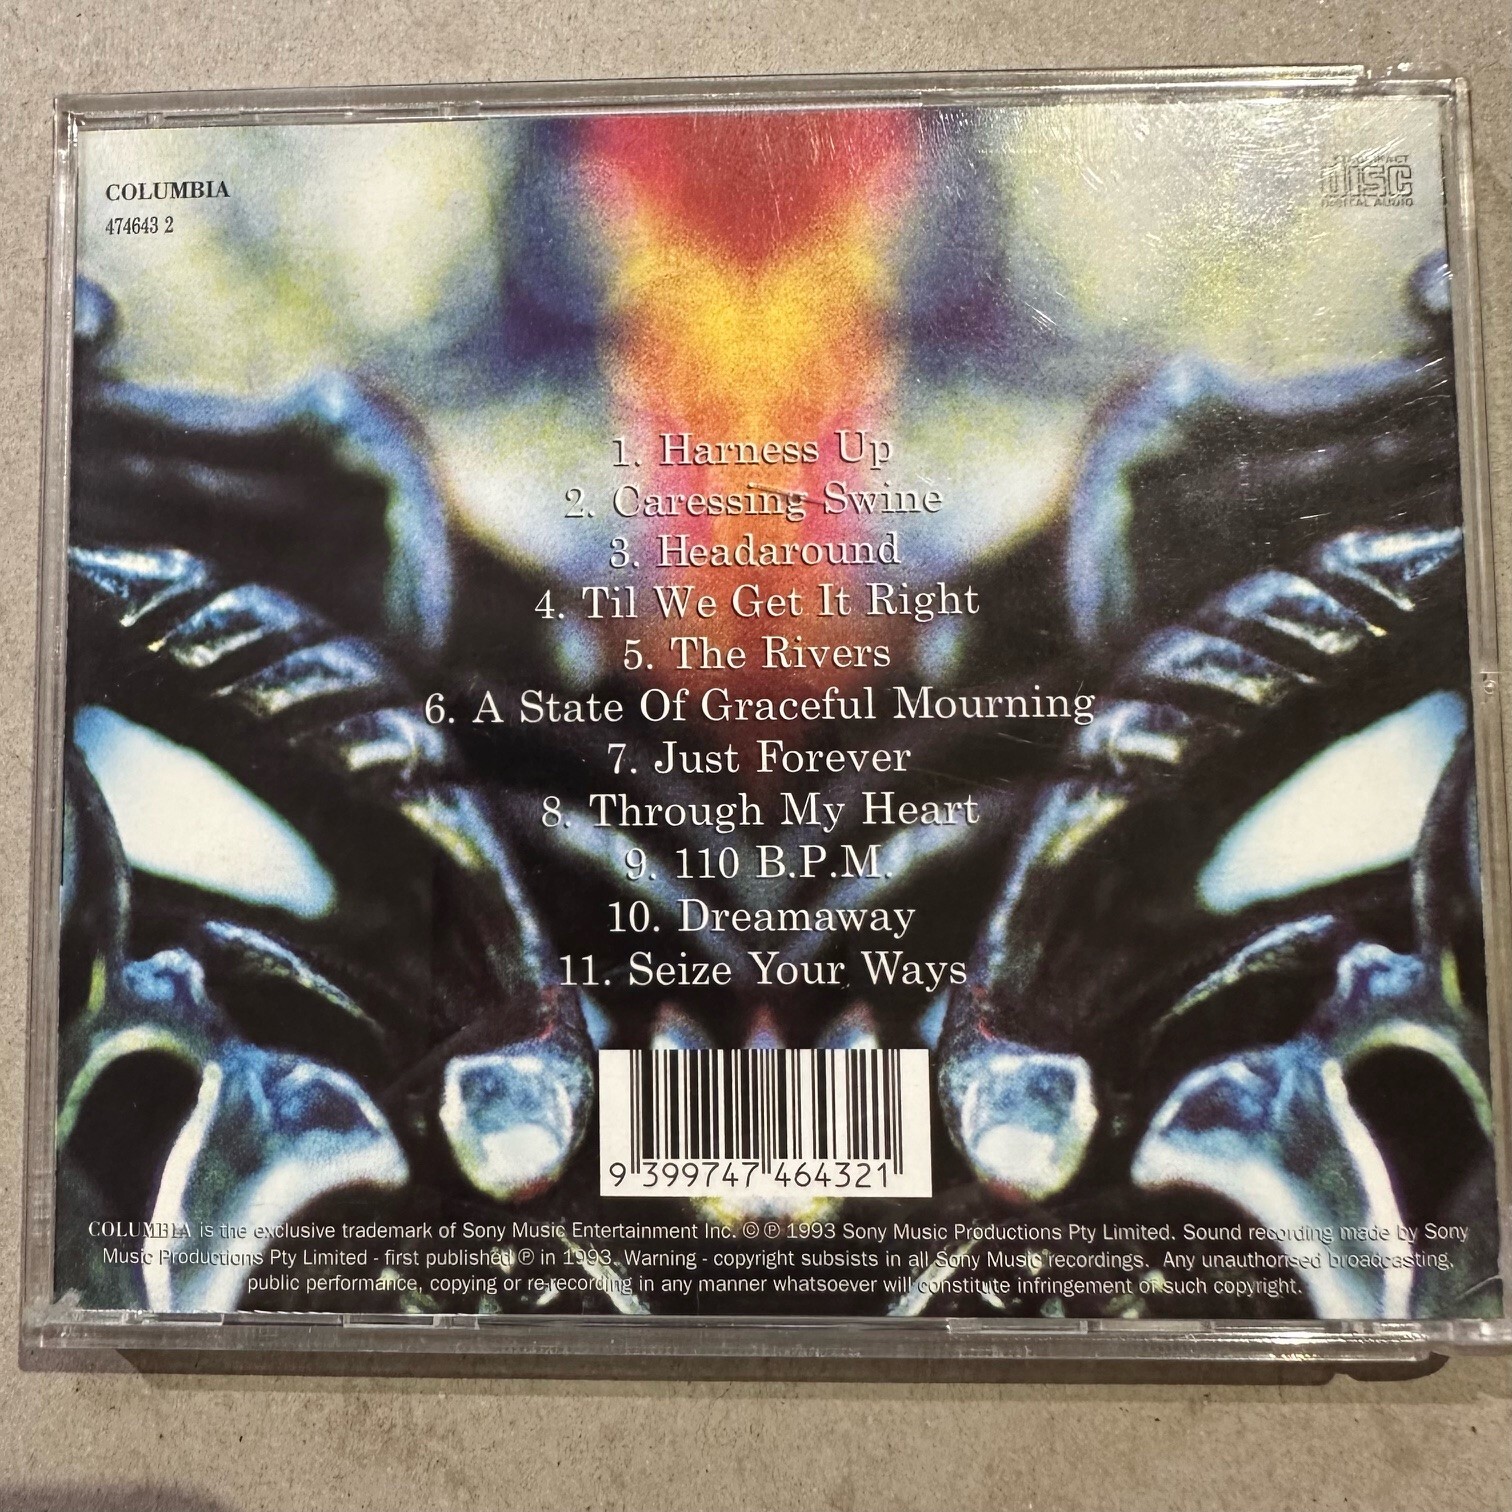 COLUMBIA
474643 2
COMPACT
DISC
DIGITAL AUDIO
1. Harness Up
2. Caressing Swine
3. Headaround
4. Til We Get It Right
5. The Rivers
6. A State Of Graceful Mourning
7. Just Forever
8. Through My Heart
9. 110 B.P.M.
10. Dreamaway
11. Seize Your Ways
9 399747 464321
COLUMBIA is the exclusive trademark of Sony Music Entertainment Inc. © ℗ 1993 Sony Music Productions Pty Limited. Sound recording made by Sony
Music Productions Pty Limited - first published ℗ in 1993. Warning - copyright subsists in all Sony Music recordings. Any unauthorised broadcasting,
public performance, copying or re-recording in any manner whatsoever will constitute infringement of such copyright.